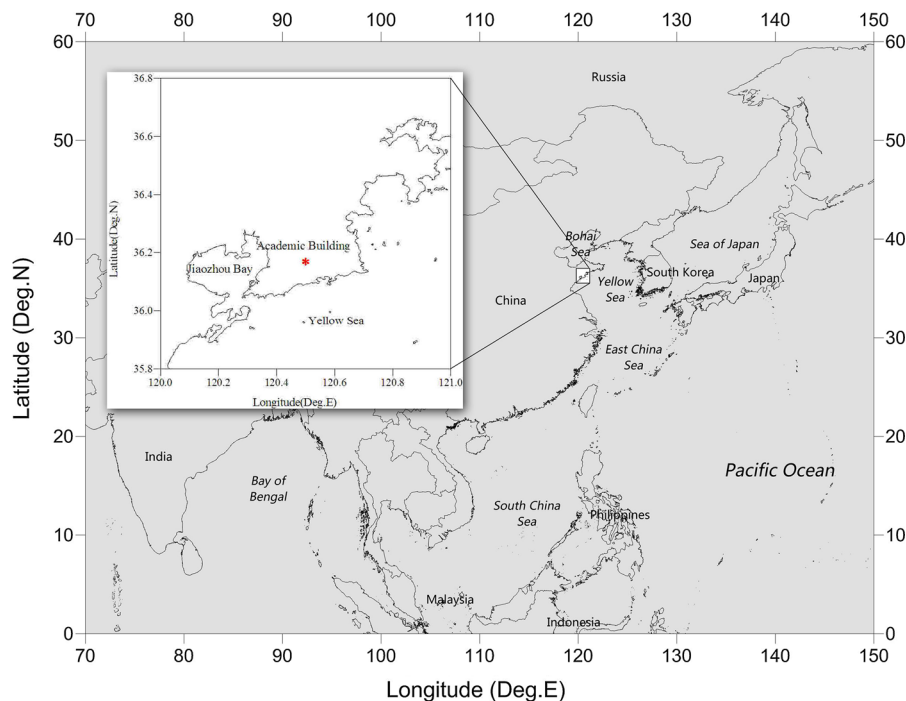 70 80 90 100 110 120 130 140 150
60 60
Russia
36.8
50 50
36.6
36.4
40 40
Bohai
Sea
Sea of Japan
36.2
Academic Building
*
Jiaozhou Bay
South Korea
Japan
Yellow
Sea
China
36.0
Yellow Sea
30 30
East China
Sea
35.8
120.0 120.2 120.4 120.6 120.8 121.0
Longitude(Deg.E)
Latitude(Deg.N)
20 20
India
Bay of
Bengal
Pacific Ocean
South China
Sea
Philippines
10 10
Malaysia
Indonesia
0 0
70 80 90 100 110 120 130 140 150
Longitude (Deg.E)
Latitude (Deg.N)